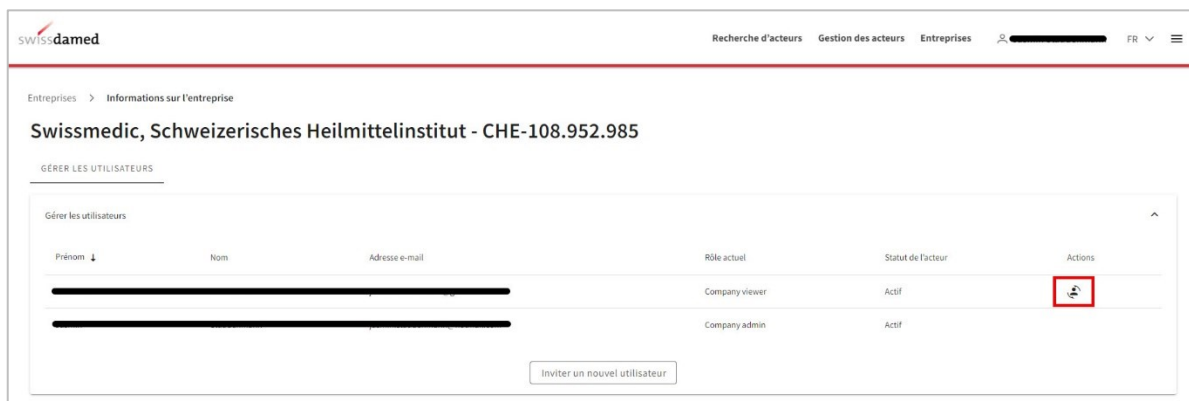 swissdamed Recherche d'acteurs Gestion des acteurs Entreprises FR
Entreprises > Informations sur l'entreprise
Swissmedic, Schweizerisches Heilmittelinstitut - CHE-108.952.985
GÉRER LES UTILISATEURS
Gérer les utilisateurs
Prénom ↓ Nom Adresse e-mail Rôle actuel Statut de l'acteur Actions
Company viewer Actif
Company admin Actif
Inviter un nouvel utilisateur